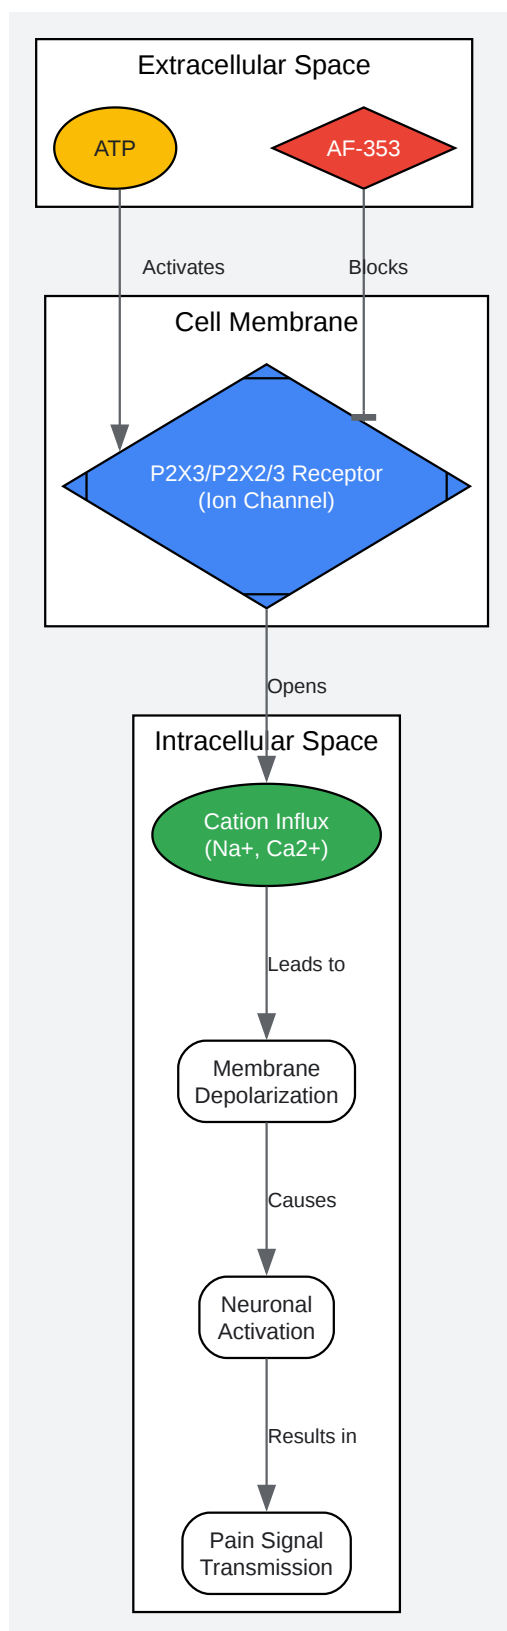 Extracellular Space
ATP
AF-353
Activates
Blocks
Cell Membrane
P2X3/P2X2/3 Receptor
(Ion Channel)
Opens
Intracellular Space
Cation Influx
(Na+, Ca2+)
Leads to
Membrane
Depolarization
Causes
Neuronal
Activation
Results in
Pain Signal
Transmission